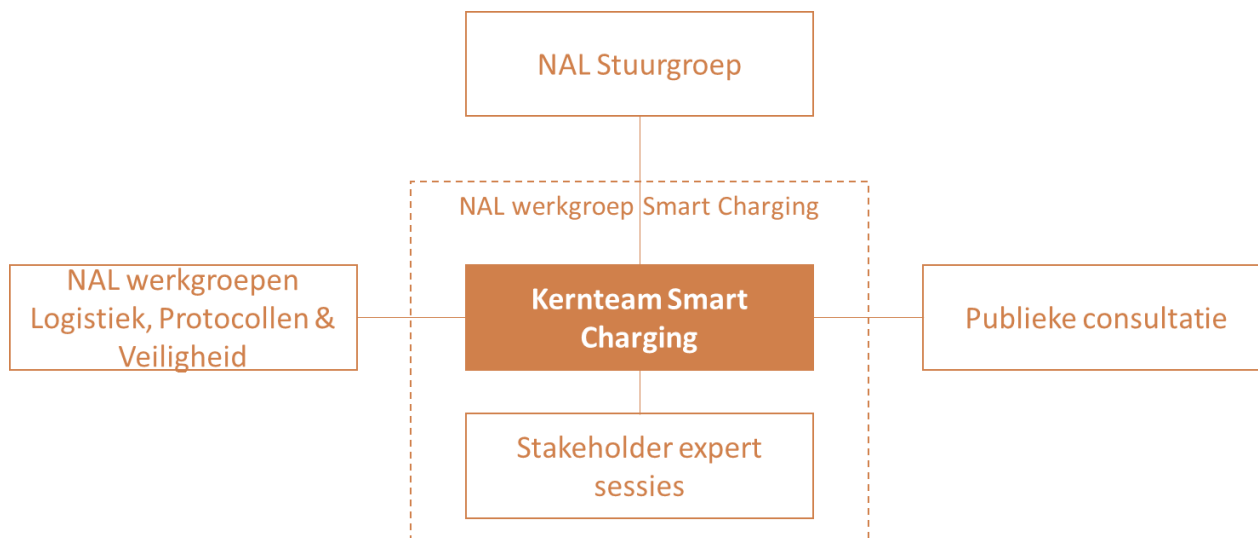 NAL Stuurgroep
NAL werkgroep Smart Charging
NAL werkgroepen
Logistiek, Protocollen &
Veiligheid
Kernteam Smart
Charging
Publieke consultatie
Stakeholder expert
sessies